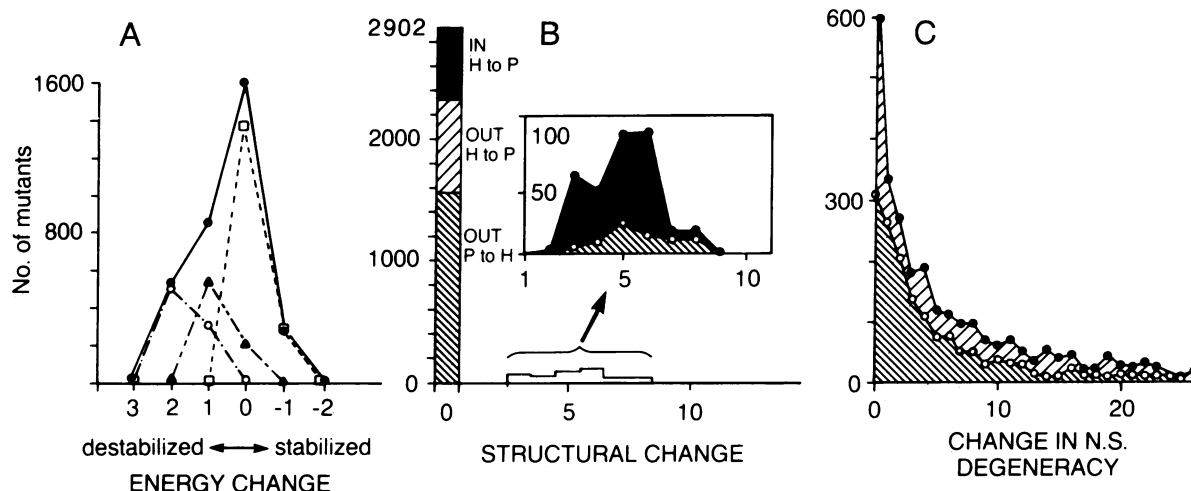 A
No. of mutants
1600
800
3 2 1 0 -1 -2
destabilized stabilized
ENERGY CHANGE
B
2902
2000
1000
0
IN
H to P
OUT
H to P
OUT
P to H
100
50
1 5 10
0 5 10
STRUCTURAL CHANGE
C
600
300
0
0 10 20
CHANGE IN N.S.
DEGENERACY